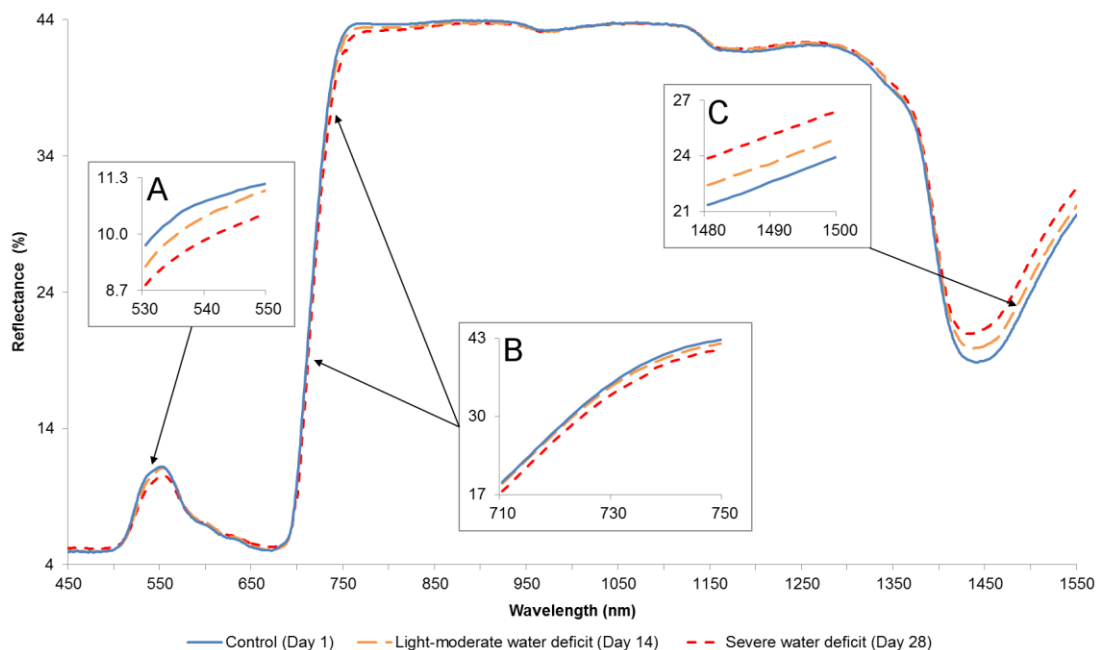 44
34
24
14
4
Reflectance (%)
A
11.3
10.0
8.7
530 540 550
B
43
30
17
710 730 750
C
27
24
21
1480 1490 1500
450 550 650 750 850 950 1050 1150 1250 1350 1450 1550
Wavelength (nm)
Control (Day 1) Light-moderate water deficit (Day 14) Severe water deficit (Day 28)